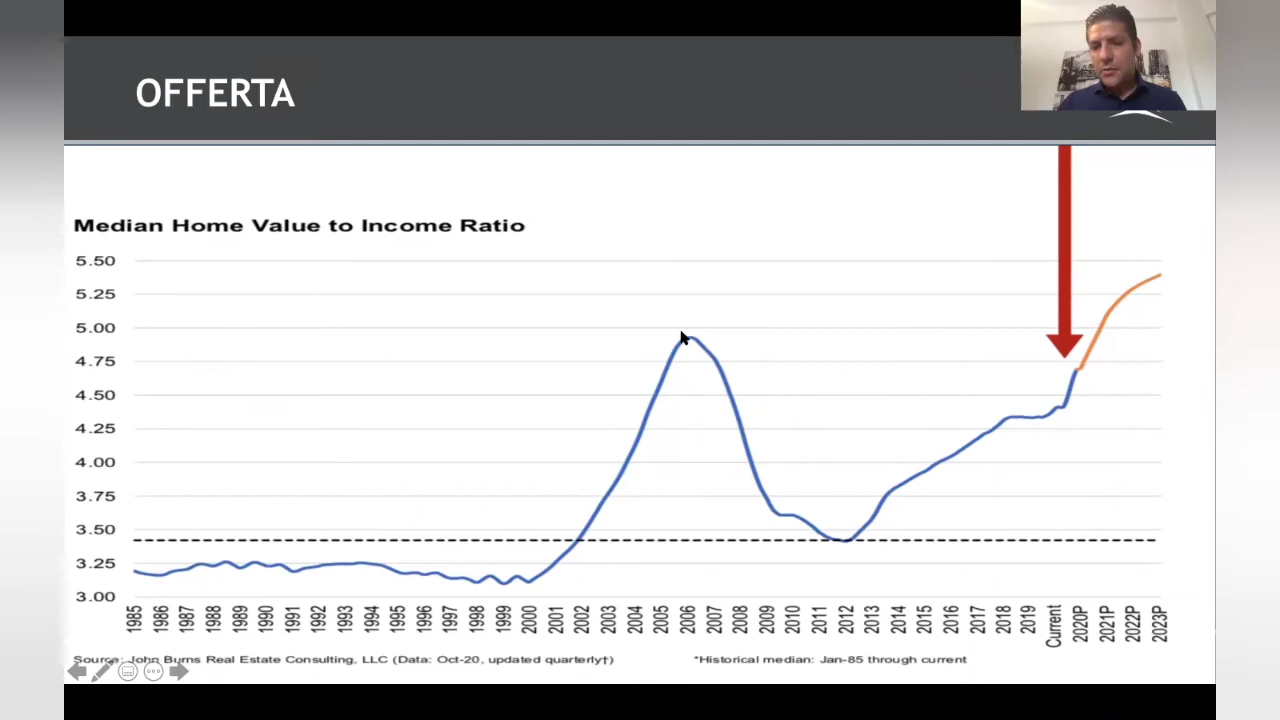 OFFERTA
Median Home Value to Income Ratio
5.50
5.25
5.00
4.75
4.50
4.25
4.00
3.75
3.50
3.25
3.00
1985 1986 1987 1988 1989 1990 1991 1992 1993 1994 1995 1996 1997 1998 1999 2000 2001 2002 2003 2004 2005 2006 2007 2008 2009 2010 2011 2012 2013 2014 2015 2016 2017 2018 2019 Current 2020P 2021P 2022P 2023P
Source: John Burns Real Estate Consulting, LLC (Data: Oct-20, updated quarterly†) *Historical median: Jan-85 through current